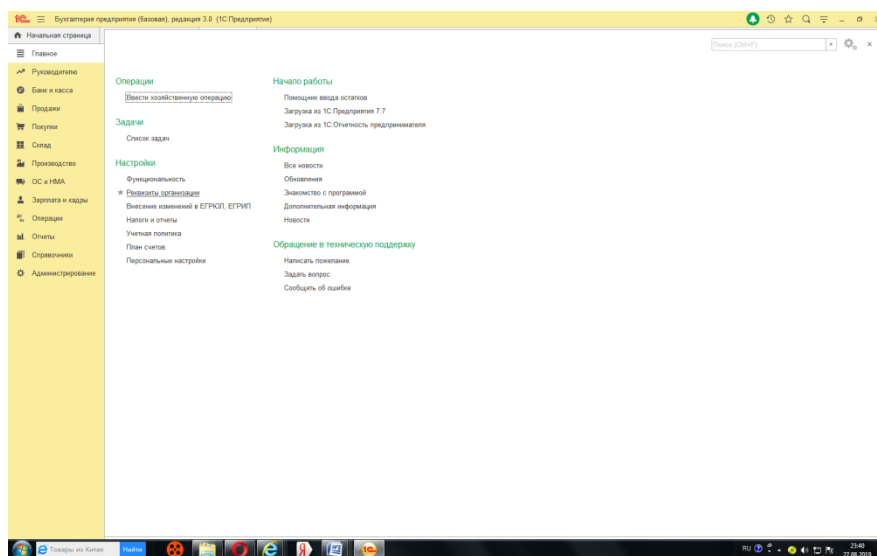 1С Бухгалтерия предприятия (базовая), редакция 3.0 (1С:Предприятие)
Начальная страница
Поиск (Ctrl+F)
Главное
Руководителю
Банк и касса
Продажи
Покупки
Склад
Производство
ОС и НМА
Зарплата и кадры
Операции
Отчеты
Справочники
Администрирование
Операции
Ввести хозяйственную операцию
Задачи
Список задач
Настройки
Функциональность
Реквизиты организации
Внесение изменений в ЕГРЮЛ, ЕГРИП
Налоги и отчеты
Учетная политика
План счетов
Персональные настройки
Начало работы
Помощник ввода остатков
Загрузка из 1С:Предприятия 7.7
Загрузка из 1С:Отчетность предпринимателя
Информация
Все новости
Обновления
Знакомство с программой
Дополнительная информация
Новости
Обращение в техническую поддержку
Написать пожелание
Задать вопрос
Сообщить об ошибке
Товары из Китая
Найти
RU
23:40
27.08.2019